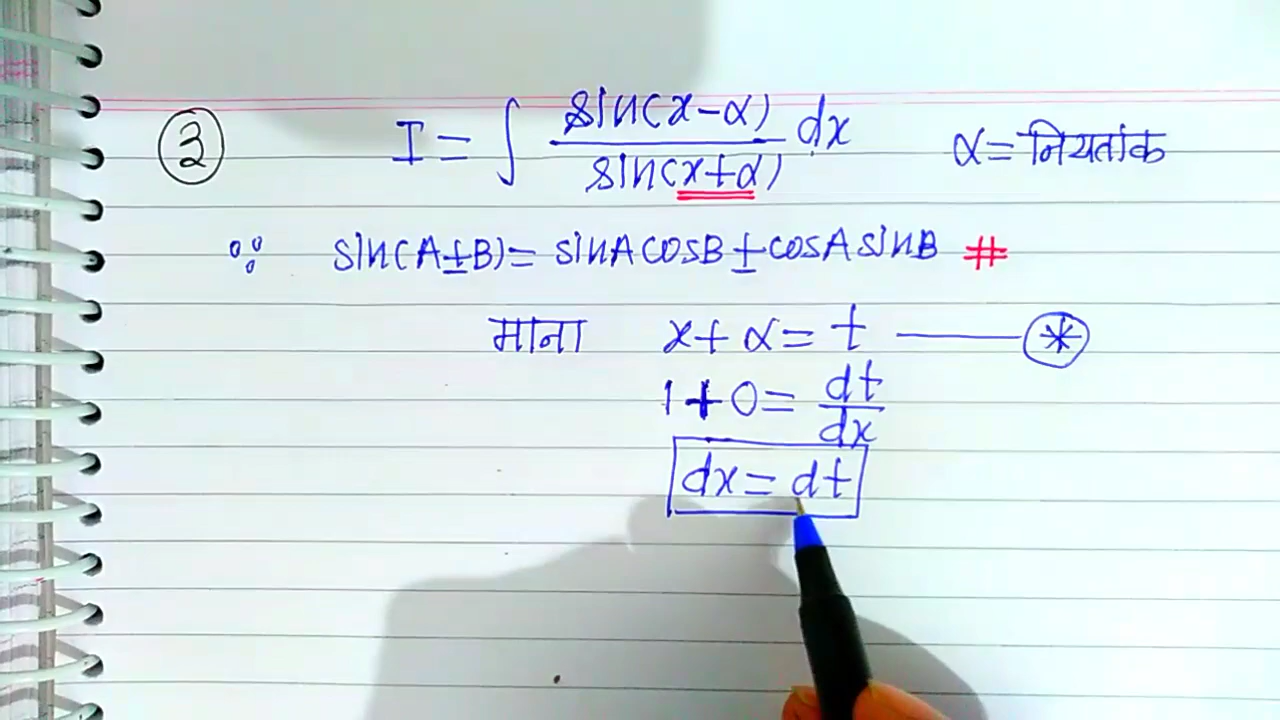 ③ I = ∫ sin(x-α)/sin(x+α) dx α = नियतांक
∵ sin(A±B) = sinA cosB ± cosA sinB #
माना x + α = t —— ⊛
1 + 0 = dt/dx
dx = dt